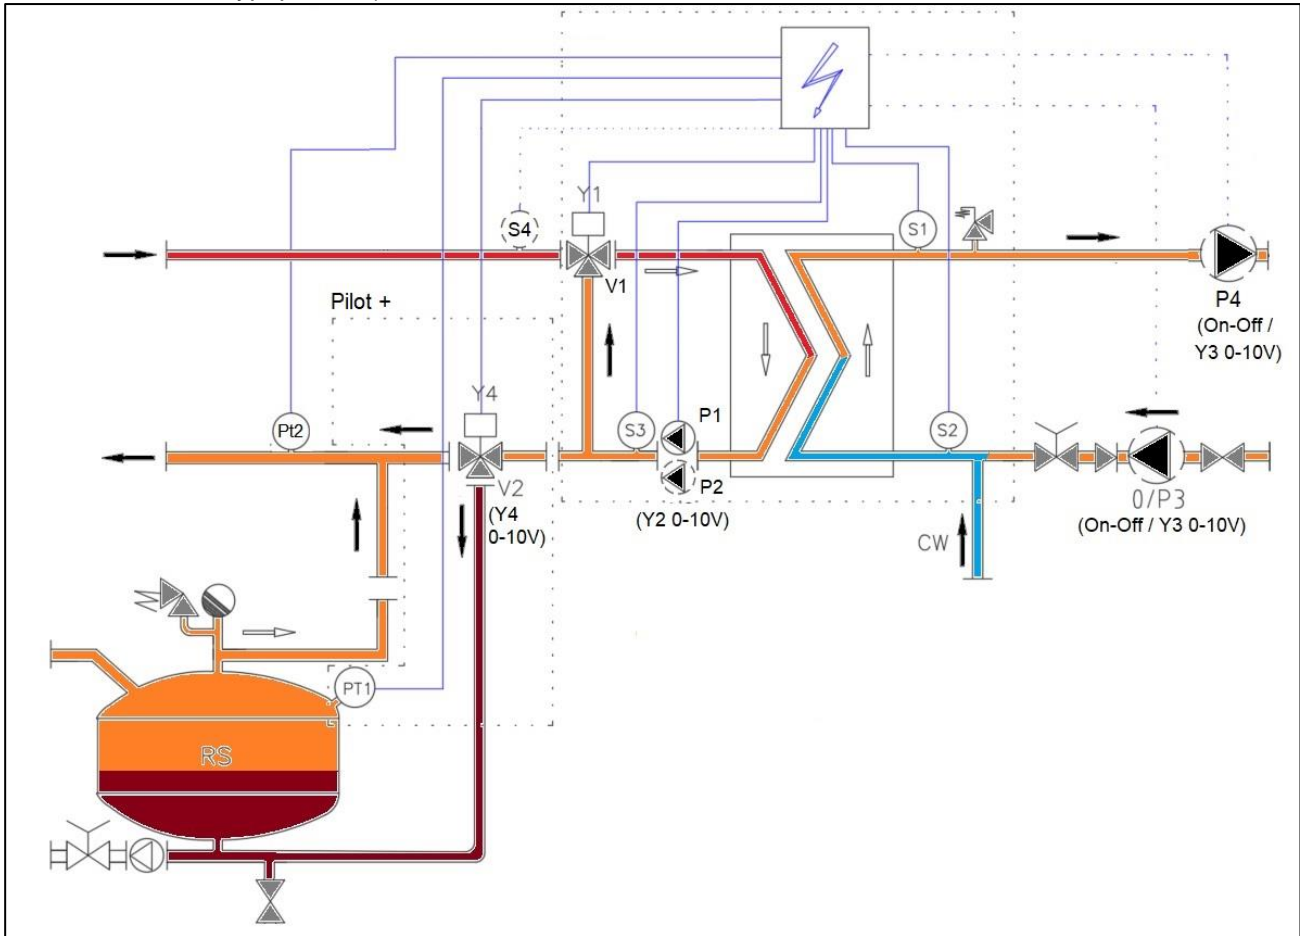 Y1
S4
S1
V1
P4
(On-Off /
Y3 0-10V)
Pilot +
Y4
Pt2
S3
P1
S2
P2
V2
(Y4
0-10V)
(Y2 0-10V)
0/P3
(On-Off / Y3 0-10V)
CW
PT1
RS